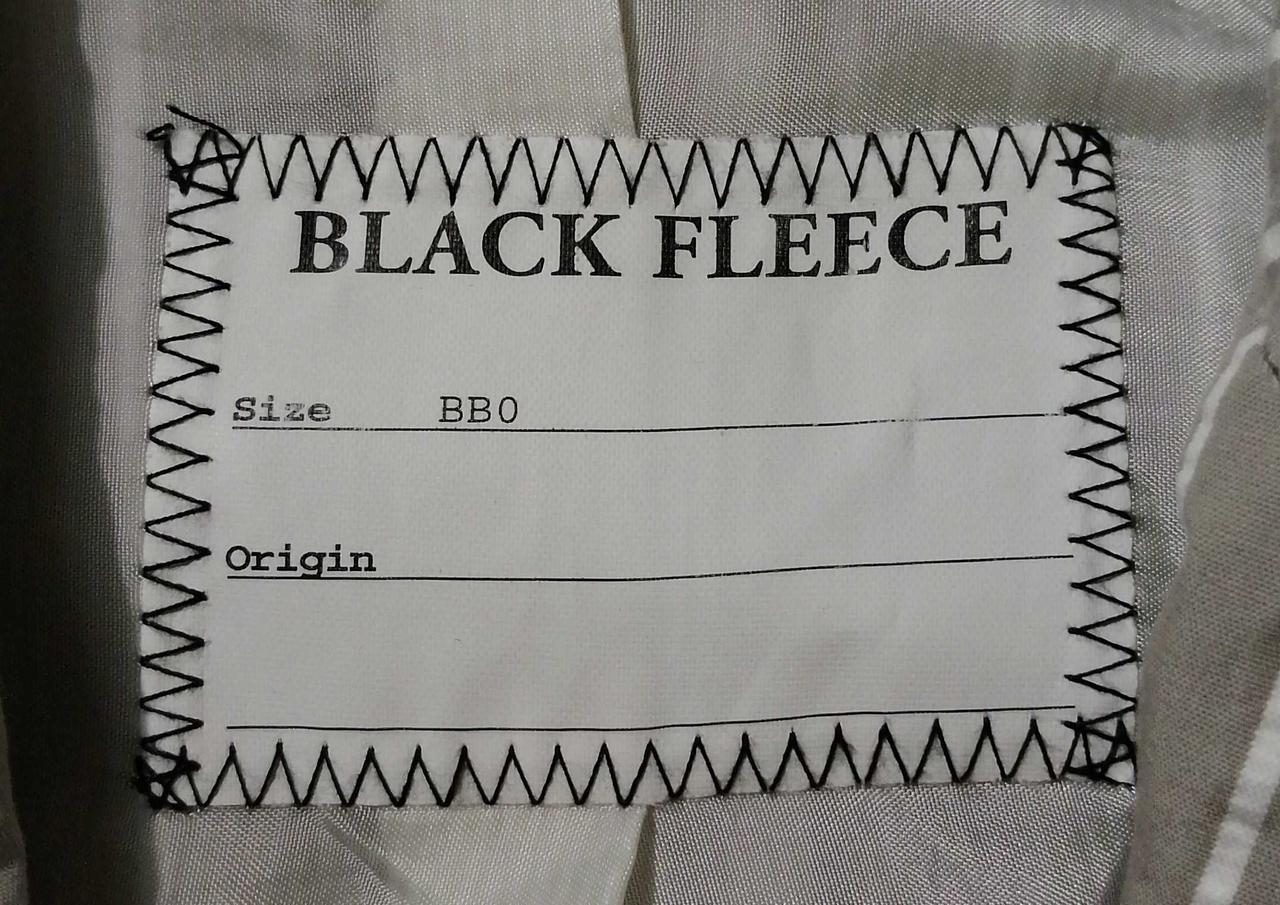 BLACK FLEECE
Size BB0
Origin